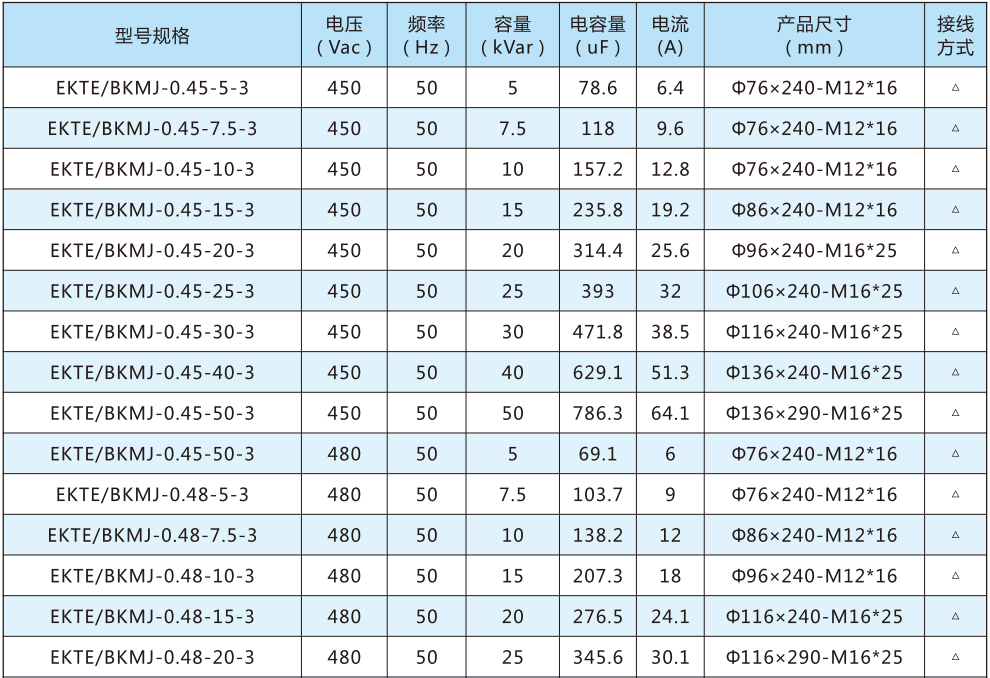 型号规格 电压 (Vac) 频率 (Hz) 容量 (kVar) 电容量 (uF) 电流 (A) 产品尺寸 (mm) 接线方式
EKTE/BKMJ-0.45-5-3 450 50 5 78.6 6.4 Φ76×240-M12*16 △
EKTE/BKMJ-0.45-7.5-3 450 50 7.5 118 9.6 Φ76×240-M12*16 △
EKTE/BKMJ-0.45-10-3 450 50 10 157.2 12.8 Φ76×240-M12*16 △
EKTE/BKMJ-0.45-15-3 450 50 15 235.8 19.2 Φ86×240-M12*16 △
EKTE/BKMJ-0.45-20-3 450 50 20 314.4 25.6 Φ96×240-M16*25 △
EKTE/BKMJ-0.45-25-3 450 50 25 393 32 Φ106×240-M16*25 △
EKTE/BKMJ-0.45-30-3 450 50 30 471.8 38.5 Φ116×240-M16*25 △
EKTE/BKMJ-0.45-40-3 450 50 40 629.1 51.3 Φ136×240-M16*25 △
EKTE/BKMJ-0.45-50-3 450 50 50 786.3 64.1 Φ136×290-M16*25 △
EKTE/BKMJ-0.45-50-3 480 50 5 69.1 6 Φ76×240-M12*16 △
EKTE/BKMJ-0.48-5-3 480 50 7.5 103.7 9 Φ76×240-M12*16 △
EKTE/BKMJ-0.48-7.5-3 480 50 10 138.2 12 Φ86×240-M12*16 △
EKTE/BKMJ-0.48-10-3 480 50 15 207.3 18 Φ96×240-M12*16 △
EKTE/BKMJ-0.48-15-3 480 50 20 276.5 24.1 Φ116×240-M16*25 △
EKTE/BKMJ-0.48-20-3 480 50 25 345.6 30.1 Φ116×290-M16*25 △